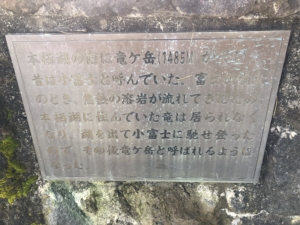 本栖湖の南に竜ケ岳(1485M)が
昔は小富士と呼んでいた、富士
のとき、灼熱の溶岩が流れてきた
本栖湖に住んでいた竜は居られなく
なり、湖を出て小富士に馳せ登った
その後竜ケ岳と呼ばれるように